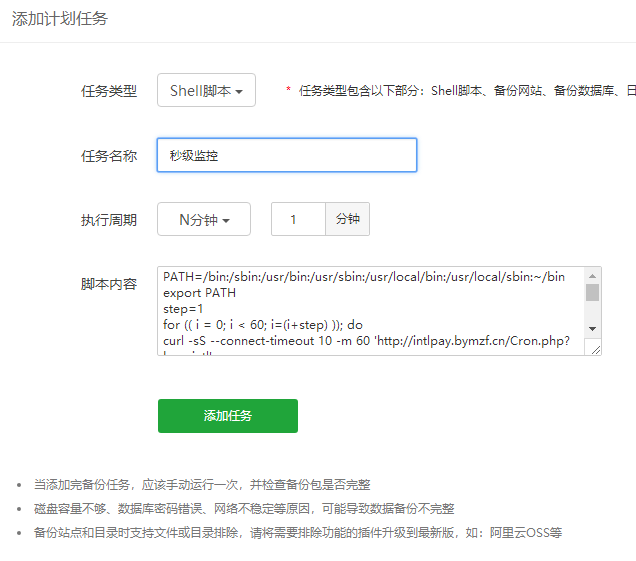 添加计划任务
任务类型 Shell脚本 * 任务类型包含以下部分：Shell脚本、备份网站、备份数据库、日
任务名称 秒级监控
执行周期 N分钟 1 分钟
脚本内容 PATH=/bin:/sbin:/usr/bin:/usr/sbin:/usr/local/bin:/usr/local/sbin:~/bin
export PATH
step=1
for (( i = 0; i < 60; i=(i+step) )); do
curl -sS --connect-timeout 10 -m 60 'http://intlpay.bymzf.cn/Cron.php?
添加任务
当添加完备份任务，应该手动运行一次，并检查备份包是否完整
磁盘容量不够、数据库密码错误、网络不稳定等原因，可能导致数据备份不完整
备份站点和目录时支持文件或目录排除，请将需要排除功能的插件升级到最新版，如：阿里云OSS等